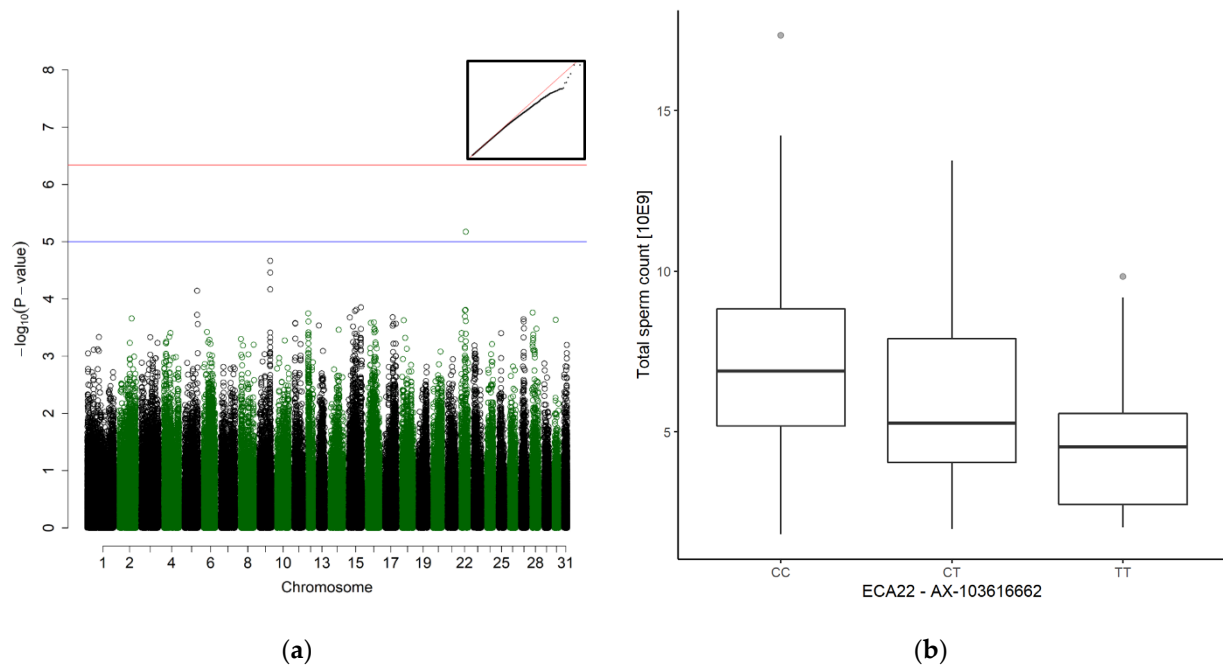 8
7
6
5
4
3
2
1
0
−log10(P−value)
1 2 4 6 8 10 13 15 17 19 22 25 28 31
Chromosome
(a)
15
10
5
Total sperm count [10E9]
CC CT TT
ECA22 - AX-103616662
(b)